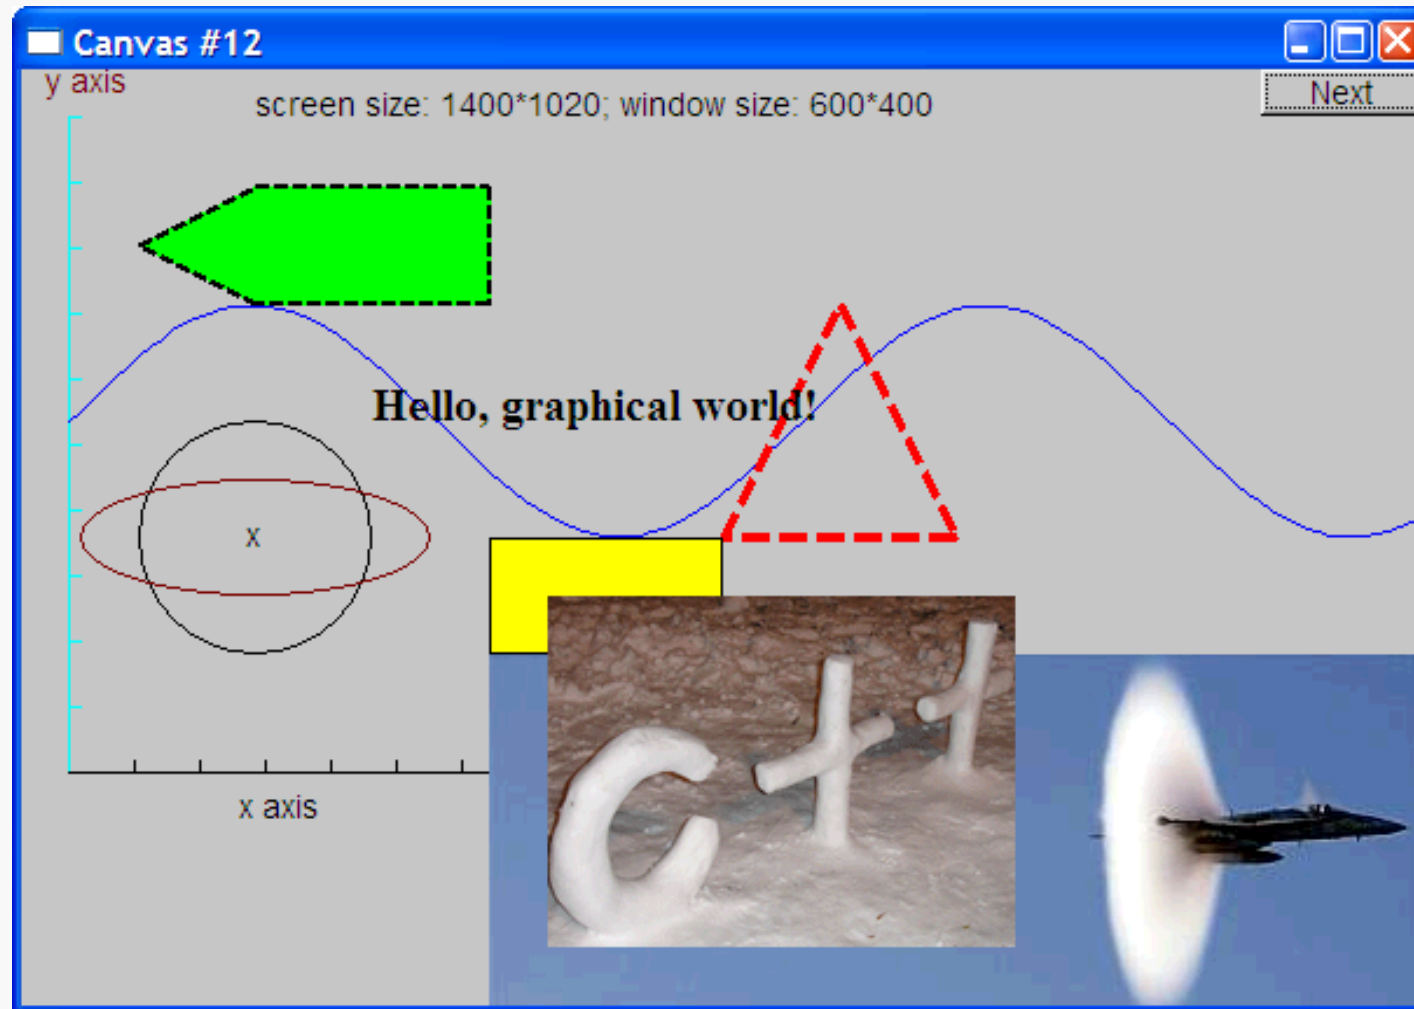 Canvas #12
y axis
screen size: 1400*1020; window size: 600*400
Next
Hello, graphical world!
x
C++
x axis